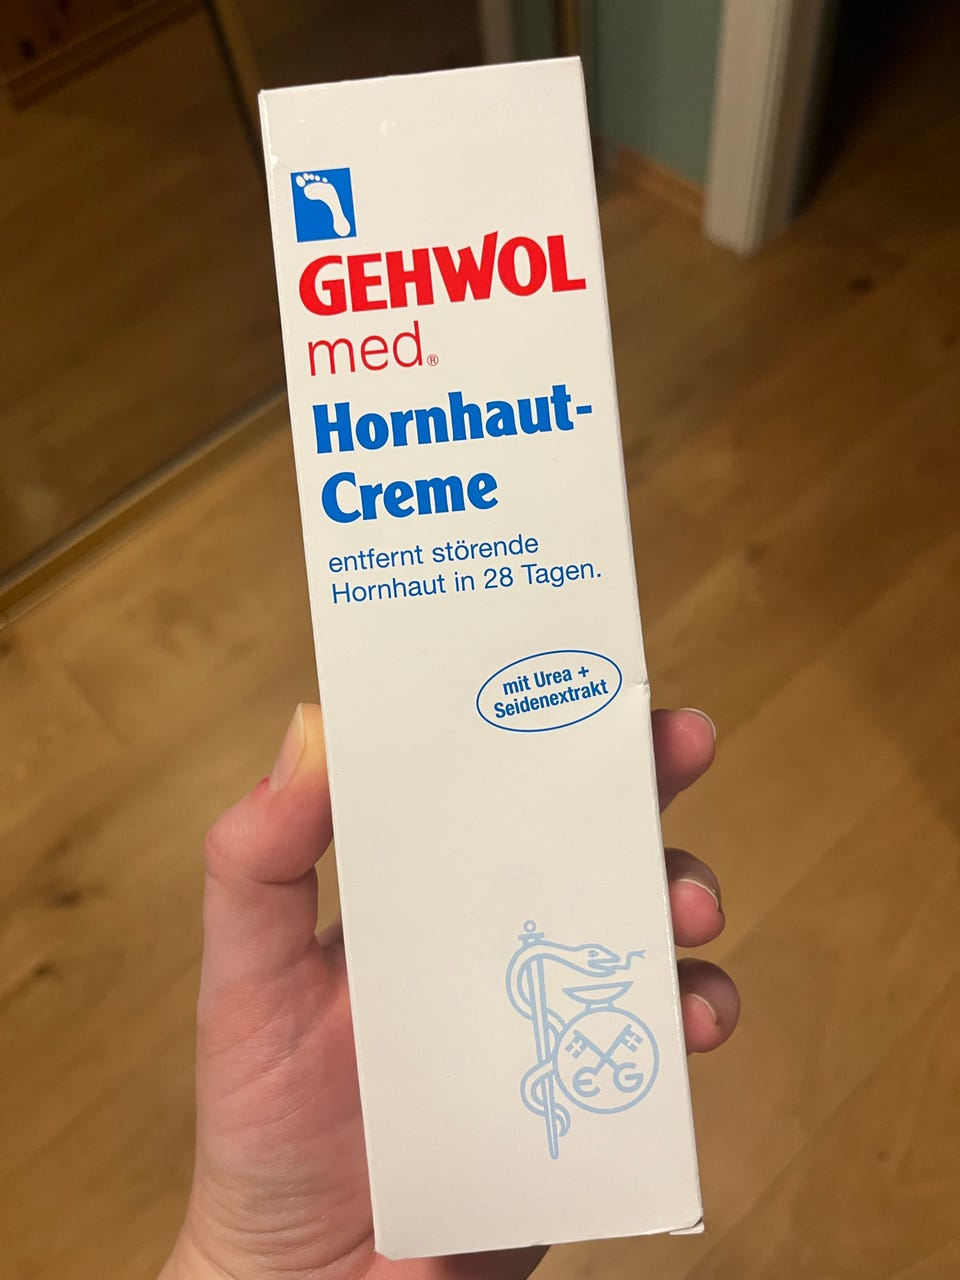 GEHWOL
med®
Hornhaut-
Creme
entfernt störende
Hornhaut in 28 Tagen.
mit Urea +
Seidenextrakt
E G